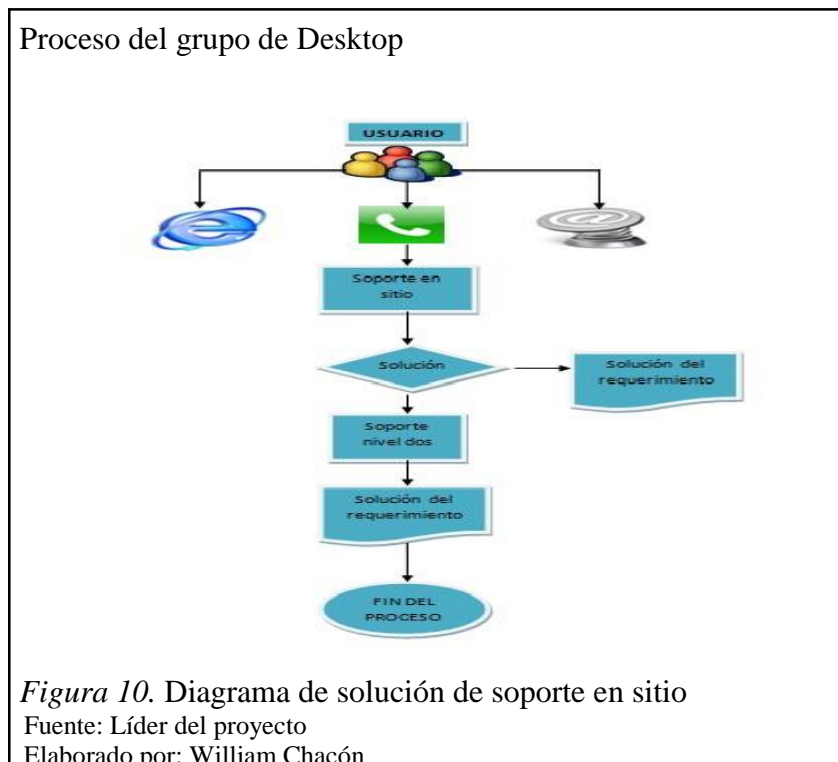 Proceso del grupo de Desktop
USUARIO
Soporte en
sitio
Solución
Solución del
requerimiento
Soporte
nivel dos
Solución del
requerimiento
FIN DEL
PROCESO
Figura 10. Diagrama de solución de soporte en sitio
Fuente: Líder del proyecto
Elaborado por: William Chacón